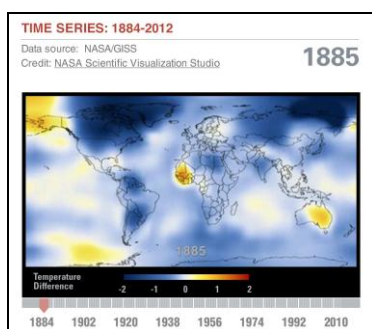 TIME SERIES: 1884-2012
Data source: NASA/GISS
Credit: NASA Scientific Visualization Studio
1885
1885
Temperature
Difference
-2 -1 0 1 2
1884 1902 1920 1938 1956 1974 1992 2010